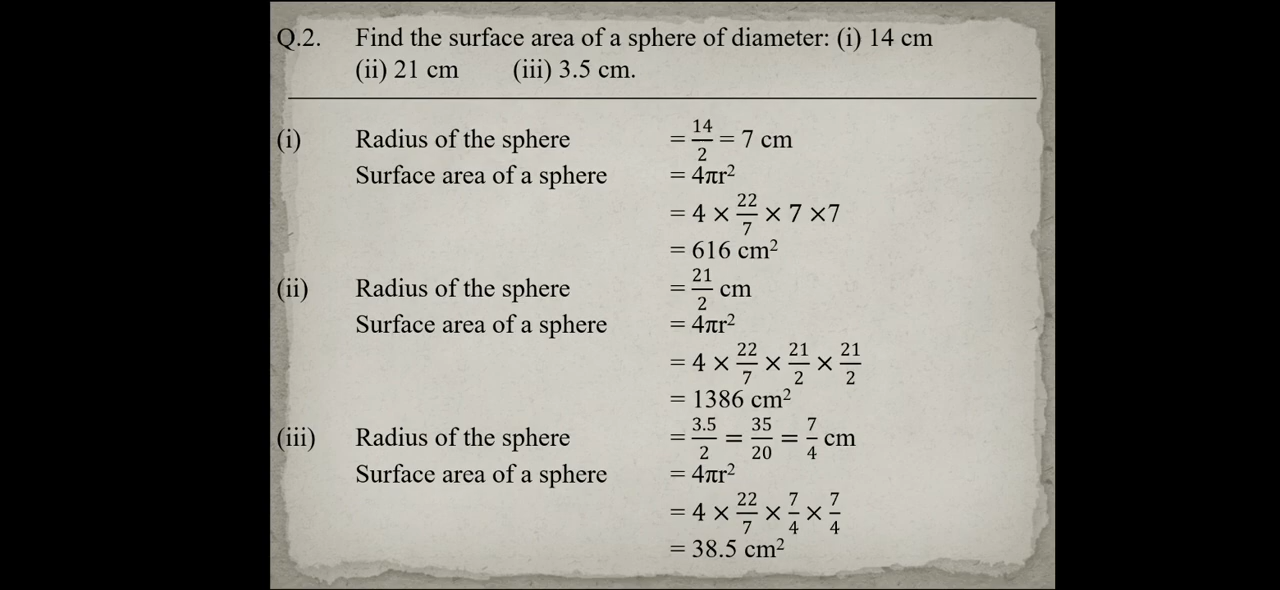 Q.2. Find the surface area of a sphere of diameter: (i) 14 cm
(ii) 21 cm (iii) 3.5 cm.
(i) Radius of the sphere = 14/2 = 7 cm
Surface area of a sphere = 4πr²
= 4 × 22/7 × 7 ×7
= 616 cm²
(ii) Radius of the sphere = 21/2 cm
Surface area of a sphere = 4πr²
= 4 × 22/7 × 21/2 × 21/2
= 1386 cm²
(iii) Radius of the sphere = 3.5/2 = 35/20 = 7/4 cm
Surface area of a sphere = 4πr²
= 4 × 22/7 × 7/4 × 7/4
= 38.5 cm²